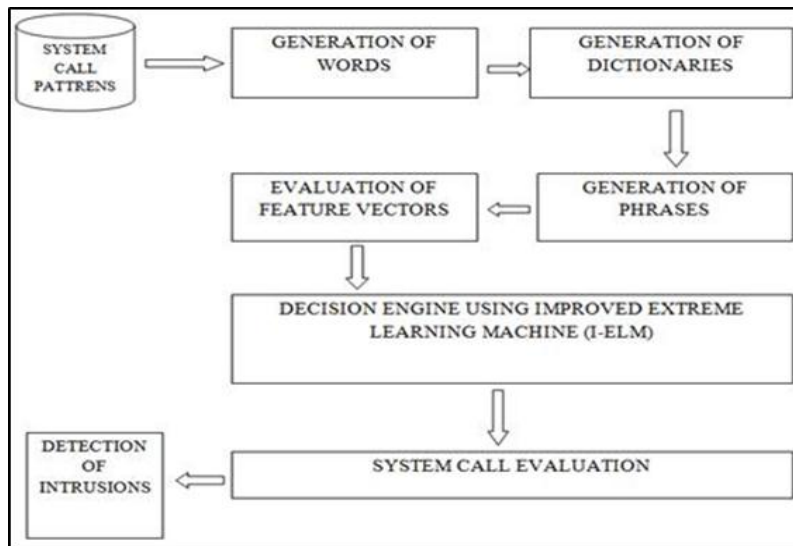 SYSTEM
CALL
PATTRENS
GENERATION OF
WORDS
GENERATION OF
DICTIONARIES
EVALUATION OF
FEATURE VECTORS
GENERATION OF
PHRASES
DECISION ENGINE USING IMPROVED EXTREME
LEARNING MACHINE (I-ELM)
DETECTION
OF
INTRUSIONS
SYSTEM CALL EVALUATION